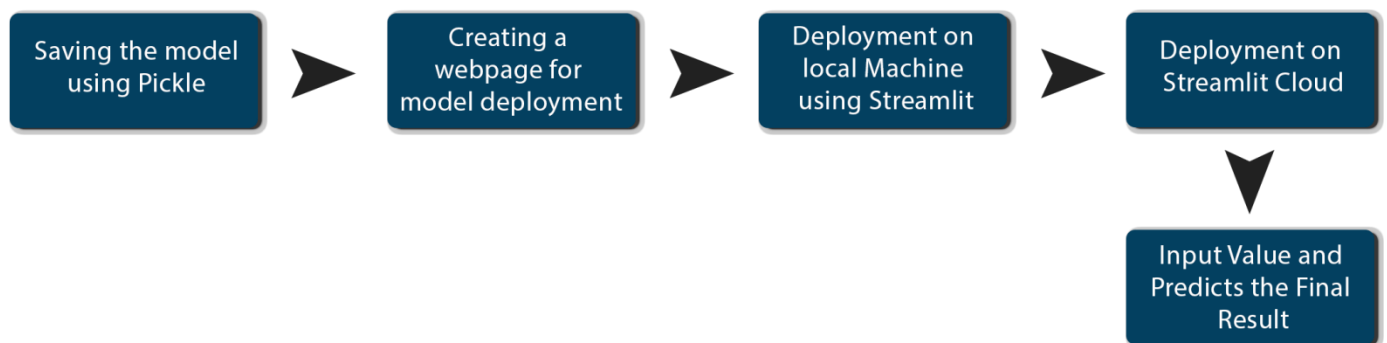 Saving the model
using Pickle
Creating a
webpage for
model deployment
Deployment on
local Machine
using Streamlit
Deployment on
Streamlit Cloud
Input Value and
Predicts the Final
Result